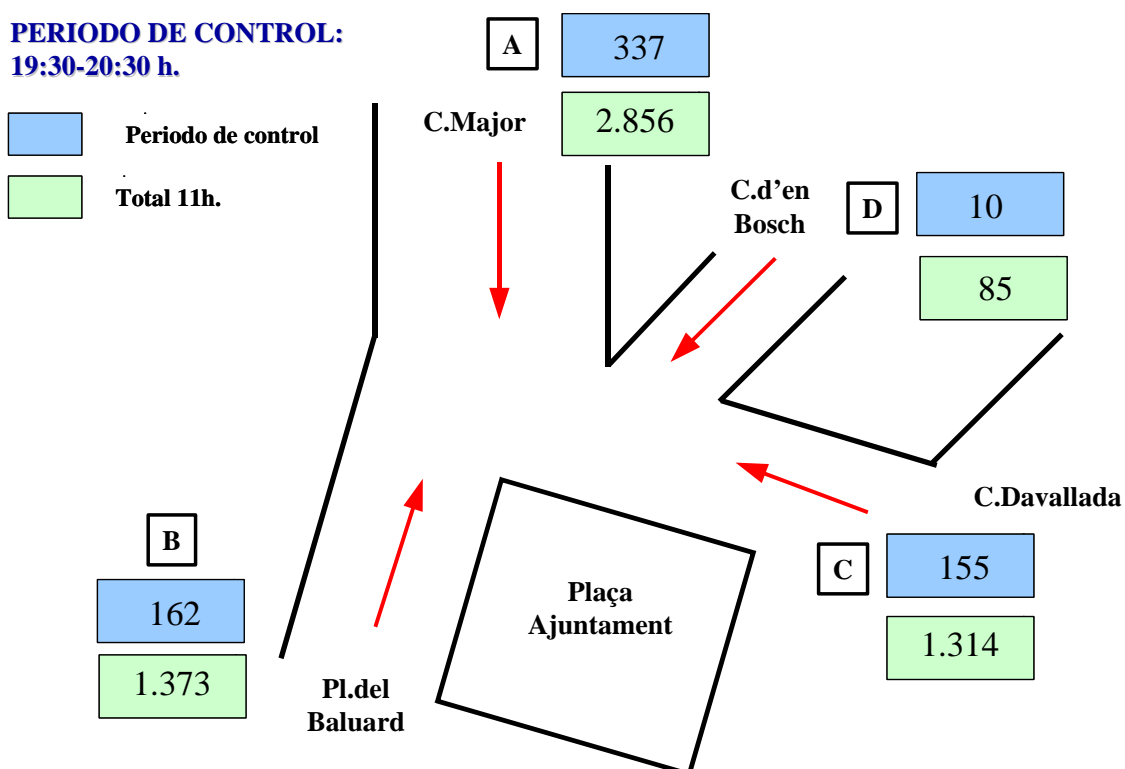 PERIODO DE CONTROL:
19:30-20:30 h.
Periodo de control
Total 11h.
A
337
C.Major
2.856
C.d’en
Bosch
D
10
85
C.Davallada
C
155
1.314
B
162
1.373
Plaça
Ajuntament
Pl.del
Baluard